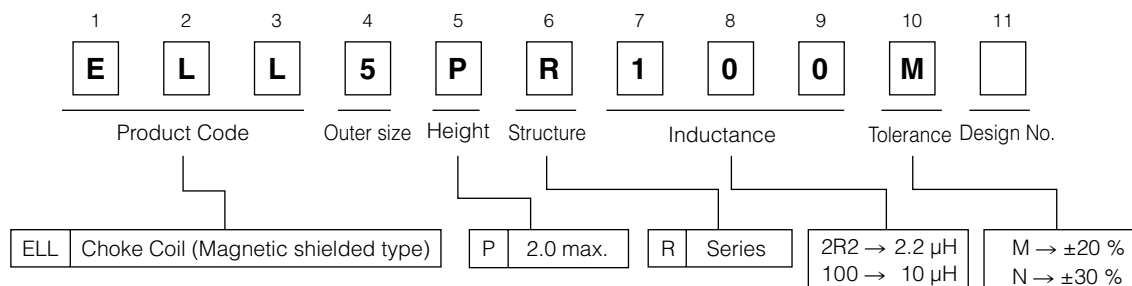 1 2 3 4 5 6 7 8 9 10 11
E L L 5 P R 1 0 0 M
Product Code Outer size Height Structure Inductance Tolerance Design No.
ELL Choke Coil (Magnetic shielded type) P 2.0 max. R Series 2R2 → 2.2 µH M → ±20 %
100 → 10 µH N → ±30 %